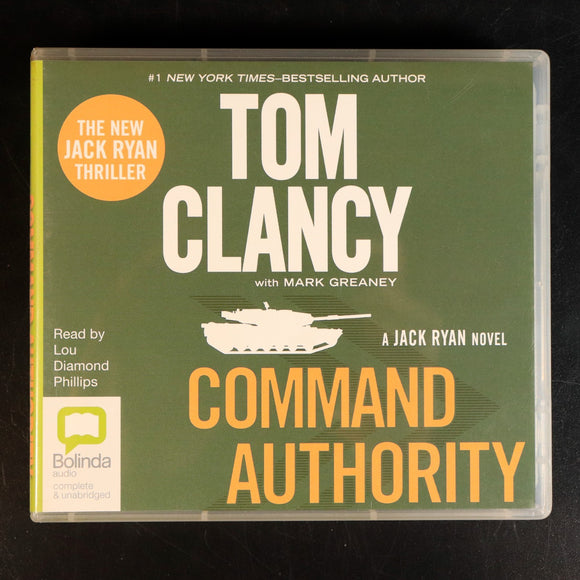 #1 NEW YORK TIMES–BESTSELLING AUTHOR
THE NEW
JACK RYAN
THRILLER
TOM
CLANCY
with MARK GREANEY
A JACK RYAN NOVEL
Read by
Lou
Diamond
Phillips
COMMAND
AUTHORITY
Bolinda
audio
complete
& unabridged